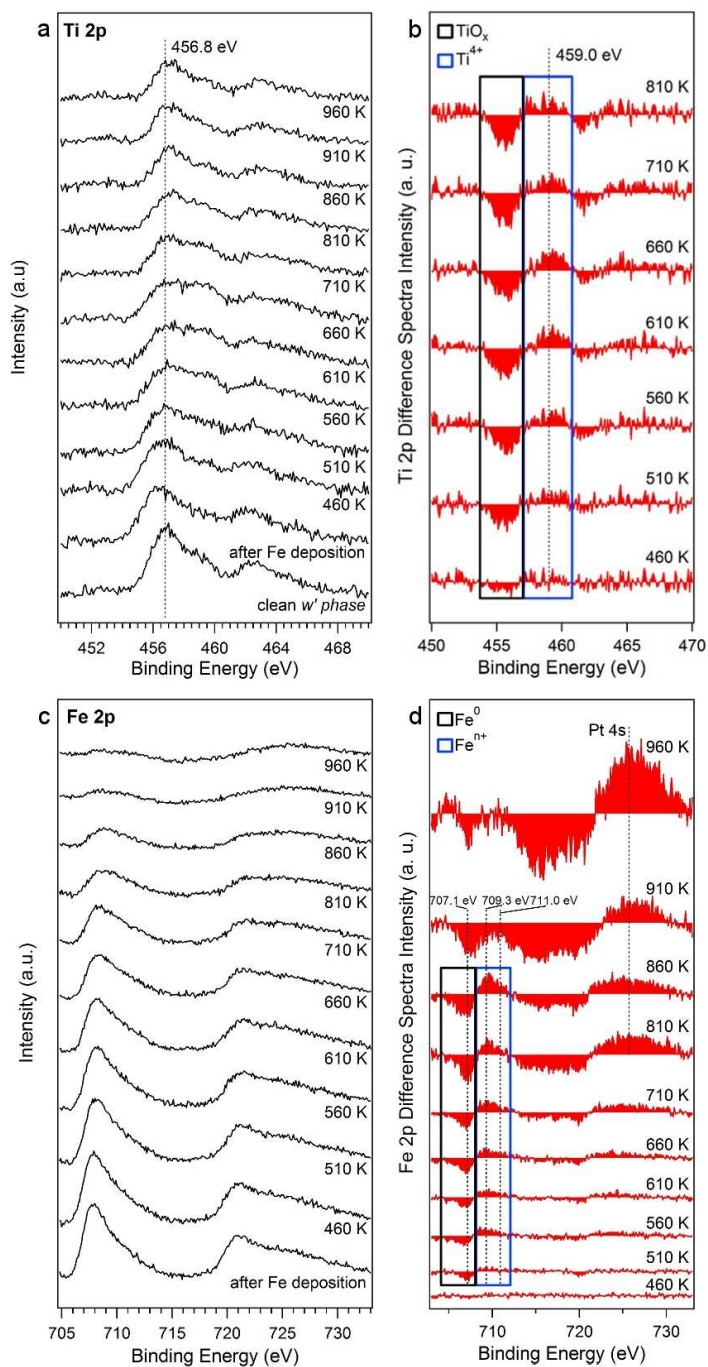 a
Ti 2p
456.8 eV
960 K
910 K
860 K
810 K
710 K
660 K
610 K
560 K
510 K
460 K
after Fe deposition
clean w' phase
Intensity (a.u)
452
456
460
464
468
Binding Energy (eV)
b
TiOx
Ti4+
459.0 eV
810 K
710 K
660 K
610 K
560 K
510 K
460 K
Ti 2p Difference Spectra Intensity (a. u.)
450
455
460
465
470
Binding Energy (eV)
c
Fe 2p
960 K
910 K
860 K
810 K
710 K
660 K
610 K
560 K
510 K
460 K
after Fe deposition
Intensity (a.u.)
705
710
715
720
725
730
Binding Energy (eV)
d
Fe0
Fen+
Pt 4s
960 K
707.1 eV
709.3 eV
711.0 eV
910 K
860 K
810 K
710 K
660 K
610 K
560 K
510 K
460 K
Fe 2p Difference Spectra Intensity (a. u.)
710
720
730
Binding Energy (eV)